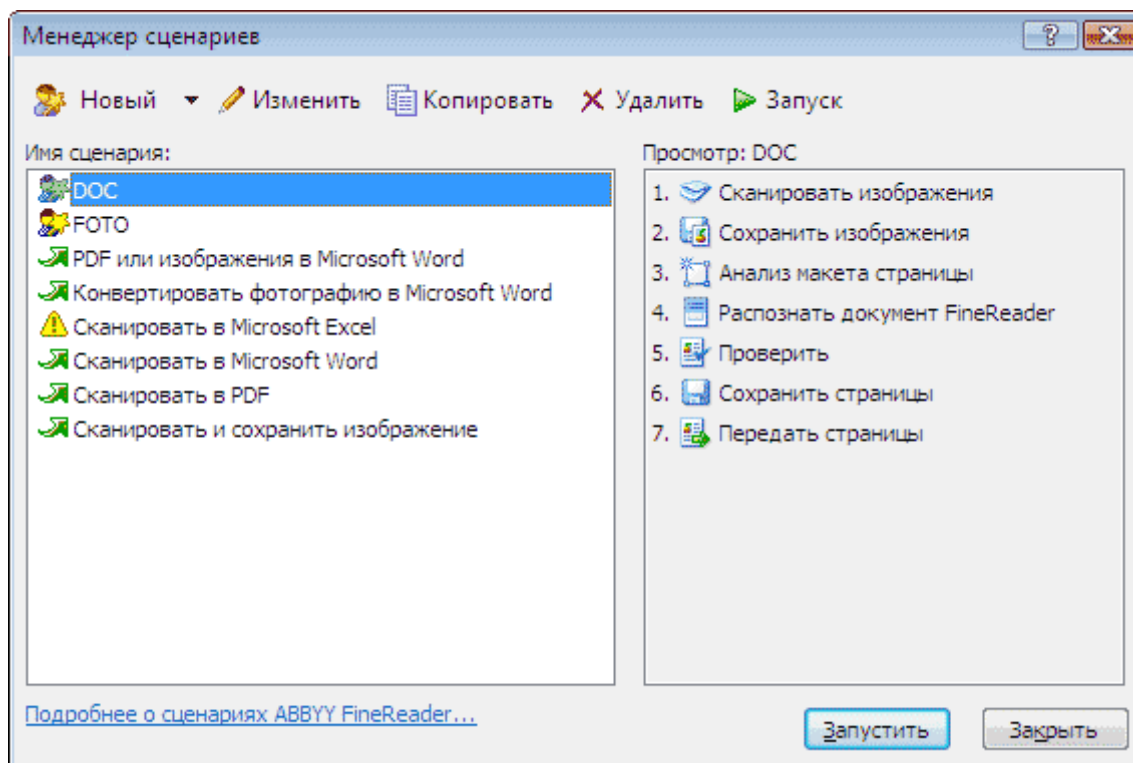 Менеджер сценариев
Новый Изменить Копировать Удалить Запуск
Имя сценария:
DOC
FOTO
PDF или изображения в Microsoft Word
Конвертировать фотографию в Microsoft Word
Сканировать в Microsoft Excel
Сканировать в Microsoft Word
Сканировать в PDF
Сканировать и сохранить изображение
Просмотр: DOC
1. Сканировать изображения
2. Сохранить изображения
3. Анализ макета страницы
4. Распознать документ FineReader
5. Проверить
6. Сохранить страницы
7. Передать страницы
Подробнее о сценариях ABBYY FineReader...
Запустить Закрыть